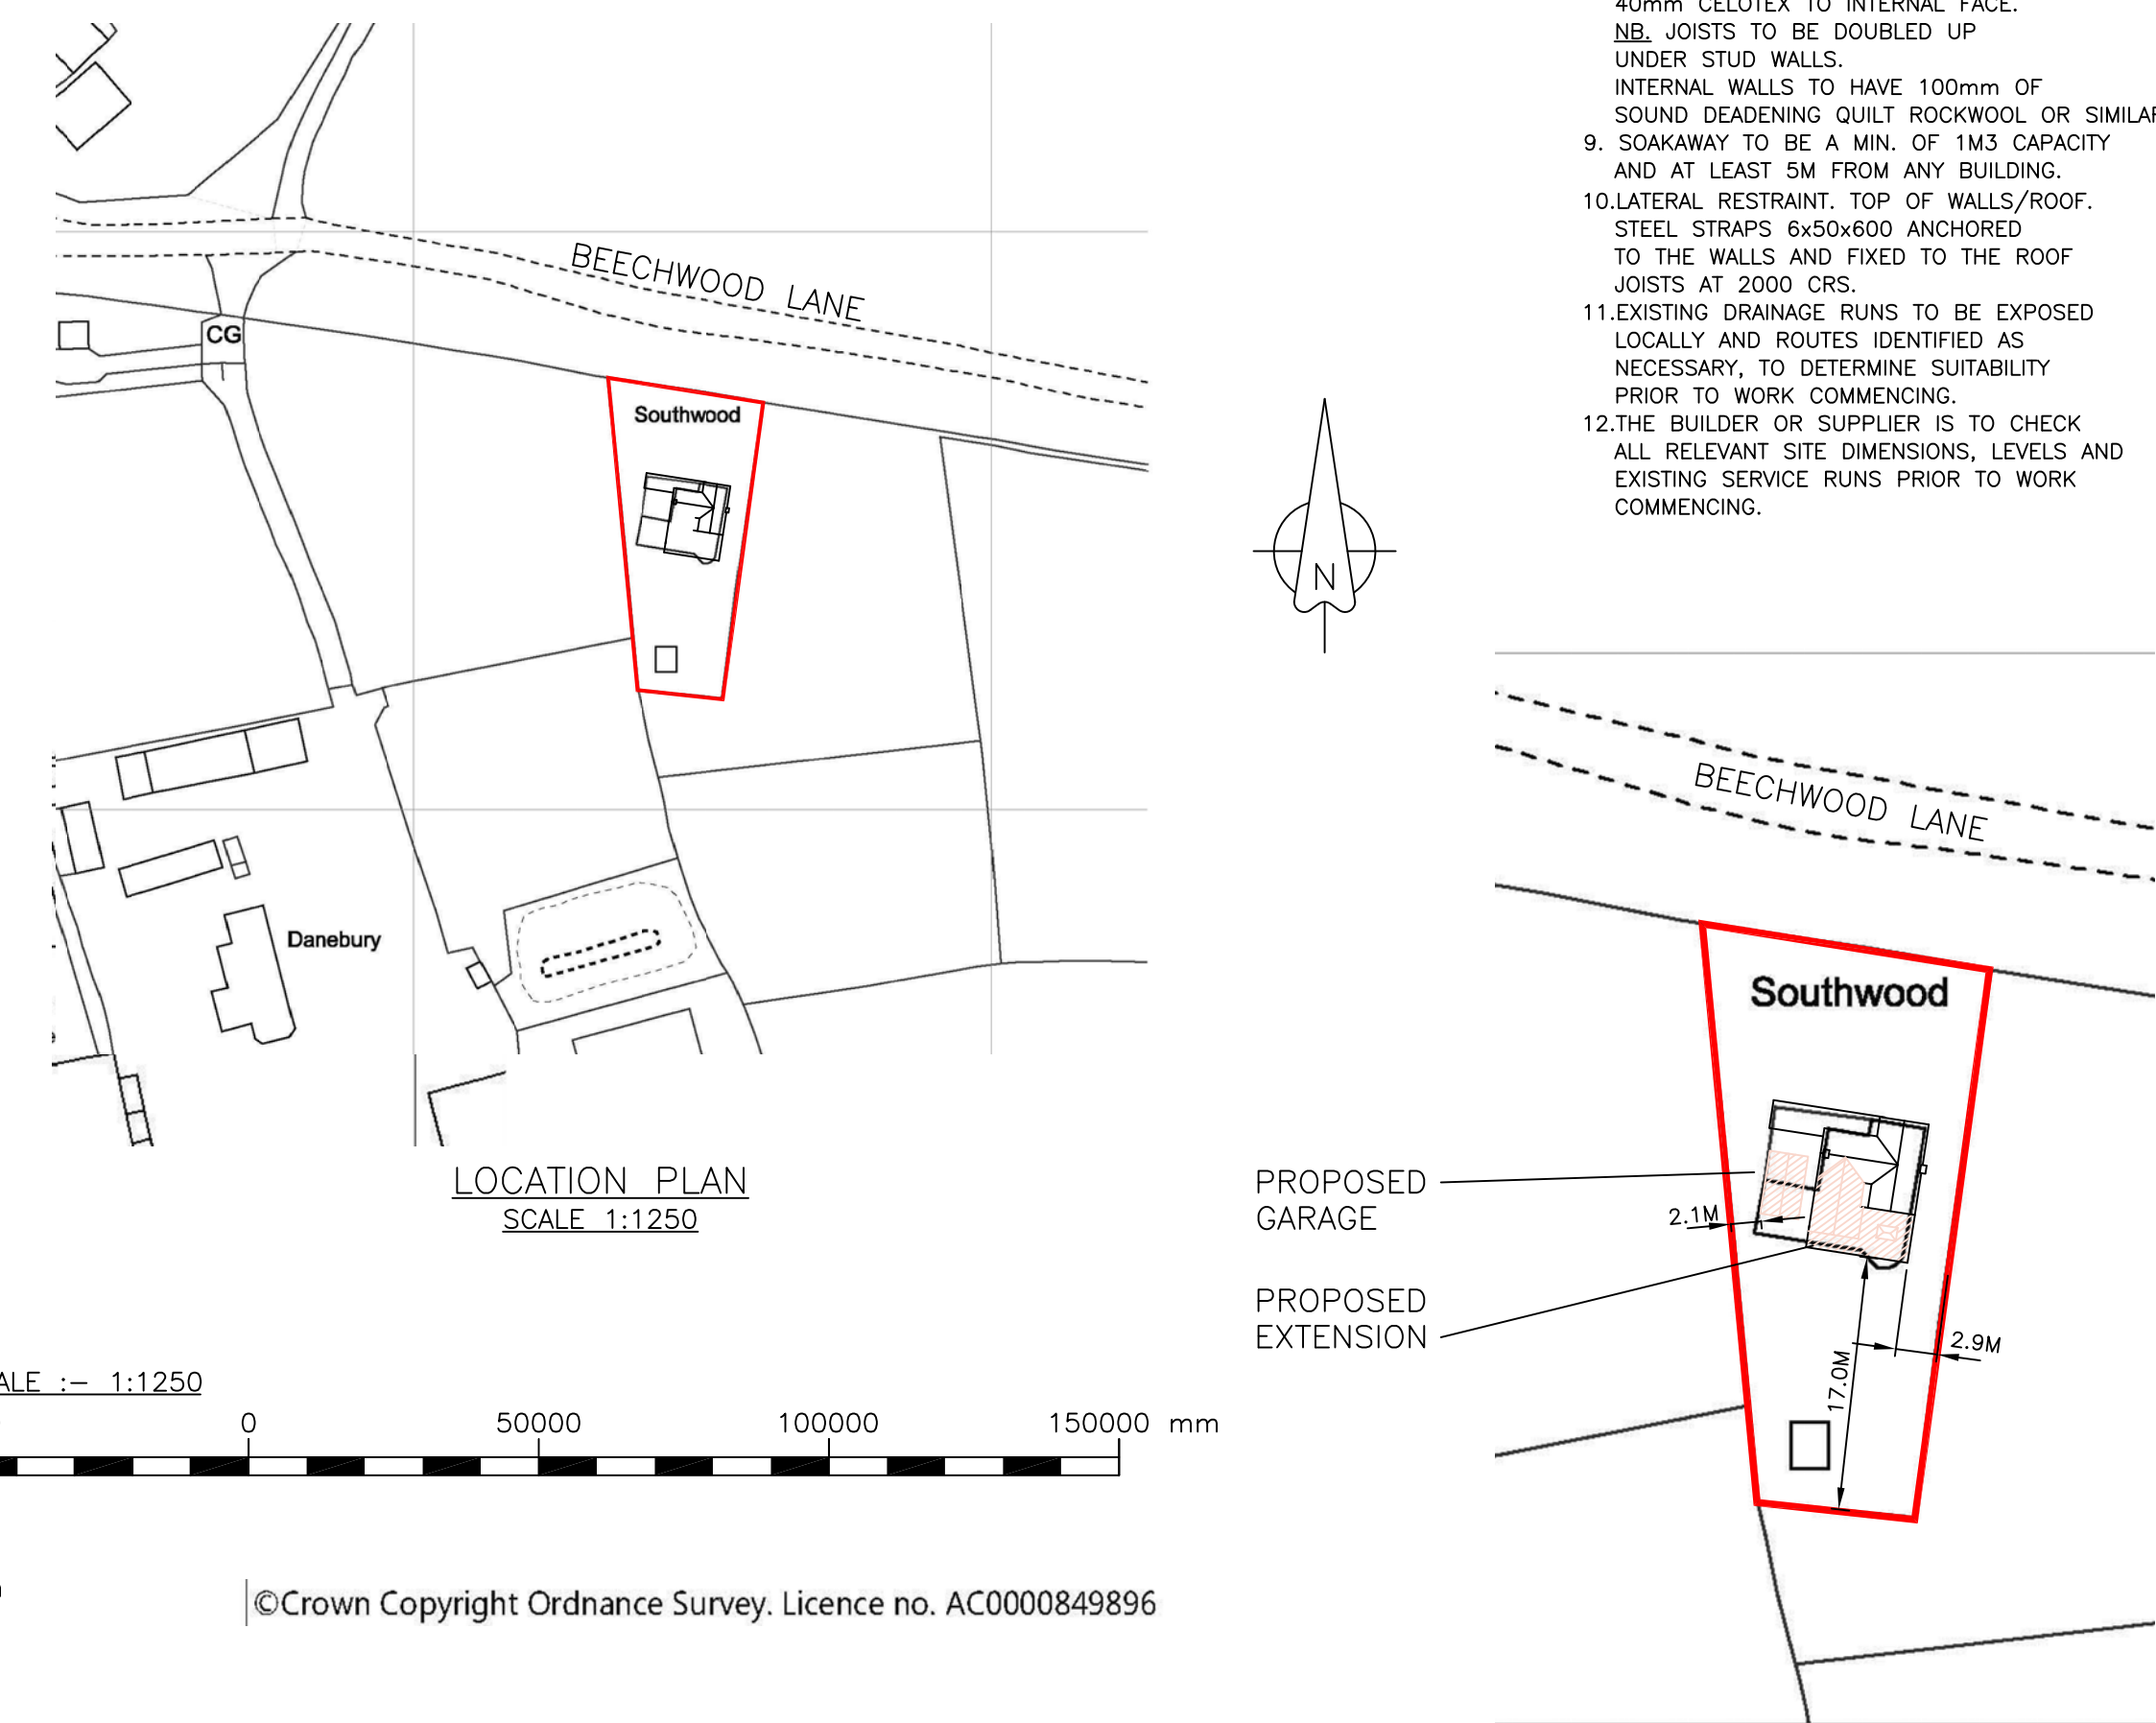 40mm CELOTEX TO INTERNAL FACE.
NB. JOISTS TO BE DOUBLED UP
UNDER STUD WALLS.
INTERNAL WALLS TO HAVE 100mm OF
SOUND DEADENING QUILT ROCKWOOL OR SIMILAR
9. SOAKAWAY TO BE A MIN. OF 1M3 CAPACITY
AND AT LEAST 5M FROM ANY BUILDING.
10.LATERAL RESTRAINT. TOP OF WALLS/ROOF.
STEEL STRAPS 6x50x600 ANCHORED
TO THE WALLS AND FIXED TO THE ROOF
JOISTS AT 2000 CRS.
11.EXISTING DRAINAGE RUNS TO BE EXPOSED
LOCALLY AND ROUTES IDENTIFIED AS
NECESSARY, TO DETERMINE SUITABILITY
PRIOR TO WORK COMMENCING.
12.THE BUILDER OR SUPPLIER IS TO CHECK
ALL RELEVANT SITE DIMENSIONS, LEVELS AND
EXISTING SERVICE RUNS PRIOR TO WORK
COMMENCING.
BEECHWOOD LANE
CG
Southwood
N
Danebury
LOCATION PLAN
SCALE 1:1250
BEECHWOOD LANE
Southwood
PROPOSED
GARAGE
2.1M
PROPOSED
EXTENSION
2.9M
17.0M
:- 1:1250
0 50000 100000 150000 mm
©Crown Copyright Ordnance Survey. Licence no. AC0000849896